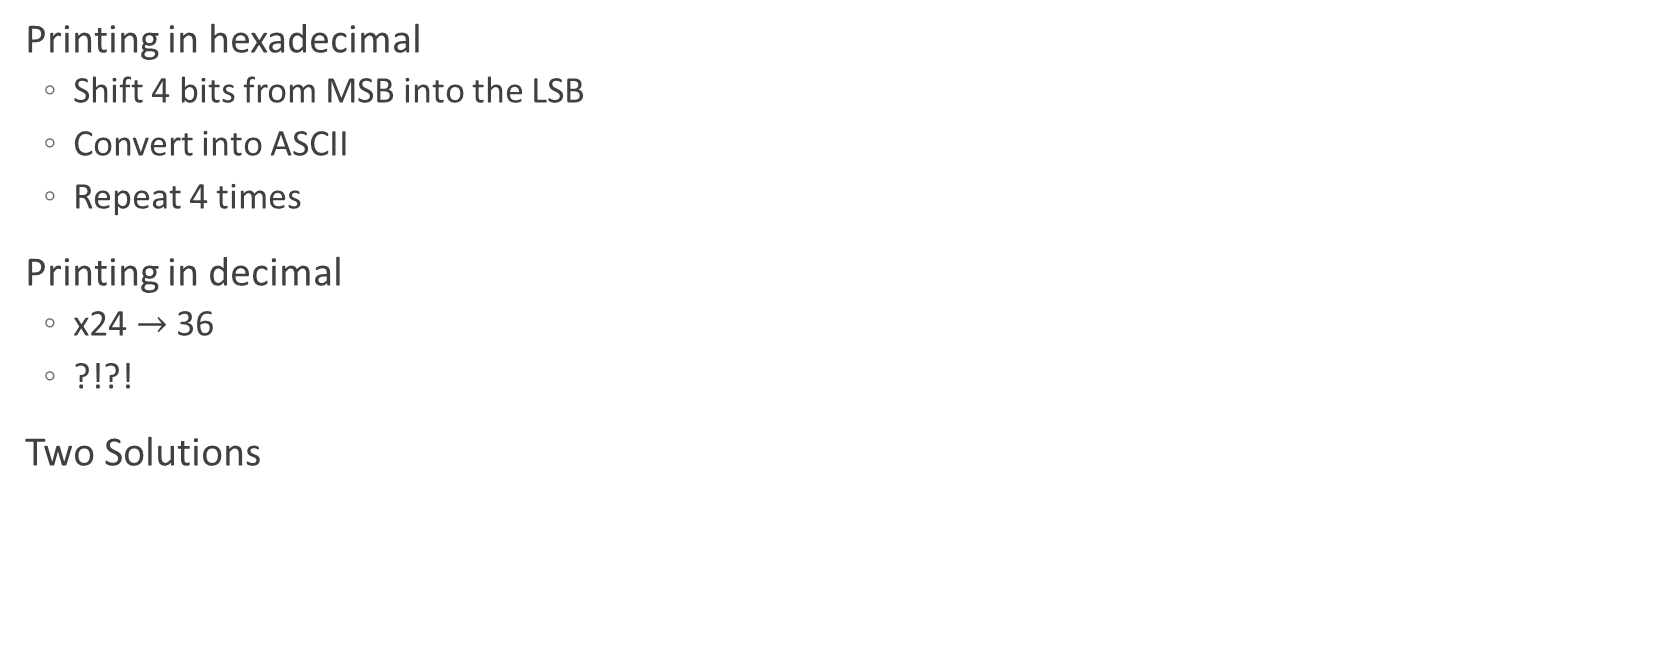 Printing in hexadecimal
◦ Shift 4 bits from MSB into the LSB
◦ Convert into ASCII
◦ Repeat 4 times
Printing in decimal
◦ x24 → 36
◦ ?!?!
Two Solutions